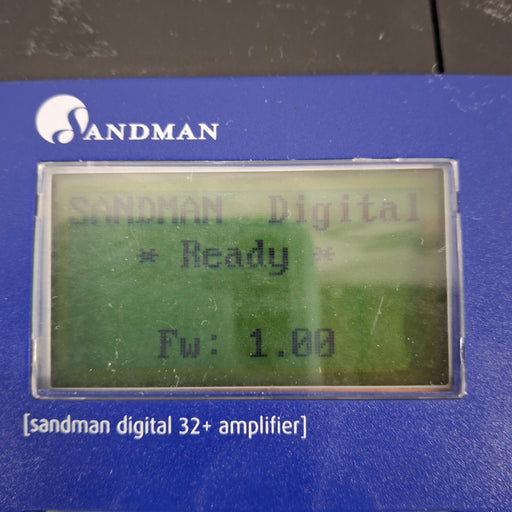 SANDMAN
SANDMAN Digital
* Ready *
Fw: 1.00
[sandman digital 32+ amplifier]